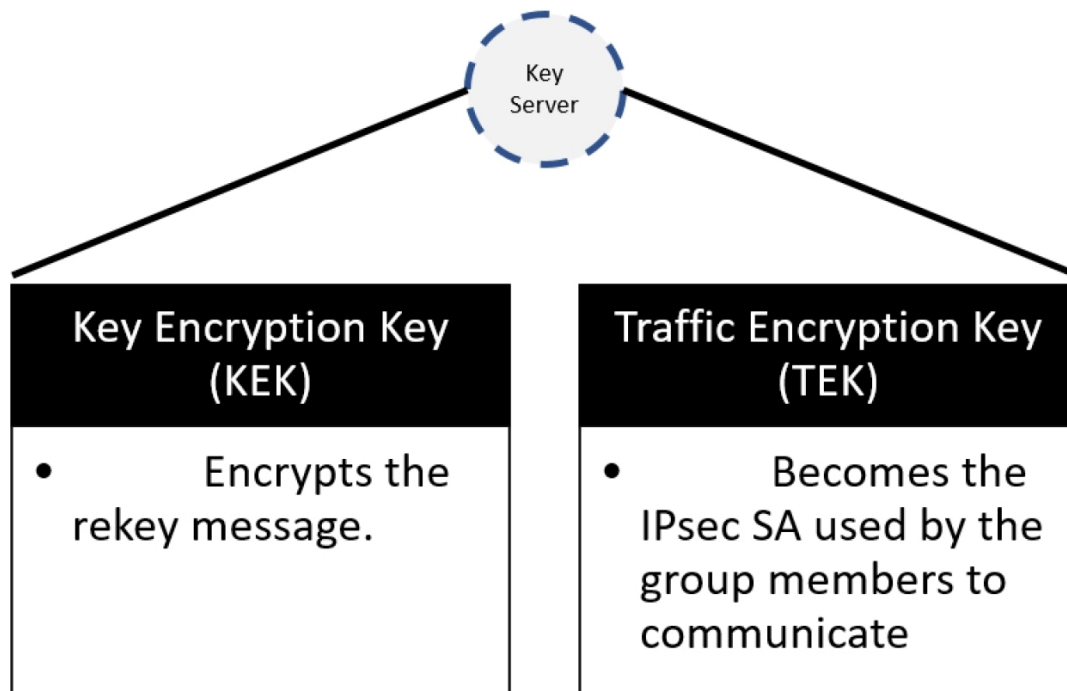 Key
Server
Key Encryption Key
(KEK)
Traffic Encryption Key
(TEK)
• Encrypts the
rekey message.
• Becomes the
IPsec SA used by the
group members to
communicate